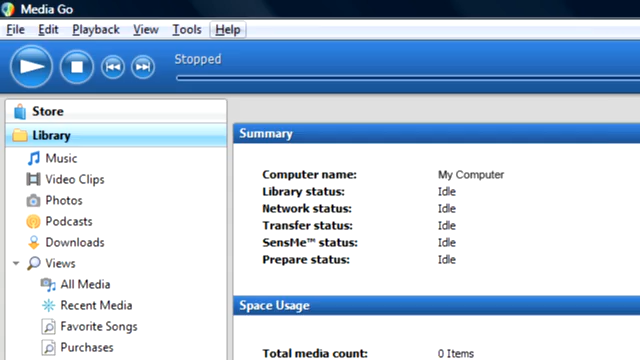 Media Go
File Edit Playback View Tools Help
Stopped
Store
Library
Music
Video Clips
Photos
Podcasts
Downloads
Views
All Media
Recent Media
Favorite Songs
Purchases
Summary
Computer name: My Computer
Library status: Idle
Network status: Idle
Transfer status: Idle
SensMe™ status: Idle
Prepare status: Idle
Space Usage
Total media count: 0 Items